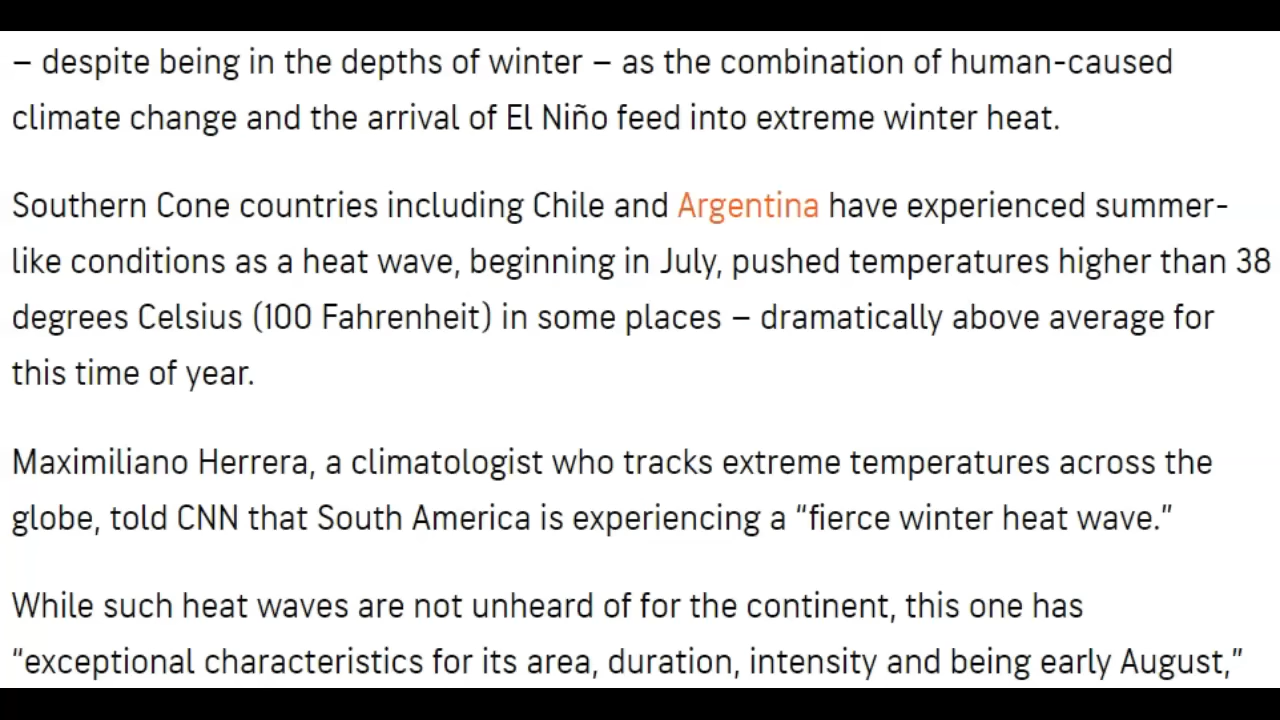 – despite being in the depths of winter – as the combination of human-caused
climate change and the arrival of El Niño feed into extreme winter heat.
Southern Cone countries including Chile and Argentina have experienced summer-
like conditions as a heat wave, beginning in July, pushed temperatures higher than 38
degrees Celsius (100 Fahrenheit) in some places – dramatically above average for
this time of year.
Maximiliano Herrera, a climatologist who tracks extreme temperatures across the
globe, told CNN that South America is experiencing a “fierce winter heat wave.”
While such heat waves are not unheard of for the continent, this one has
“exceptional characteristics for its area, duration, intensity and being early August,”